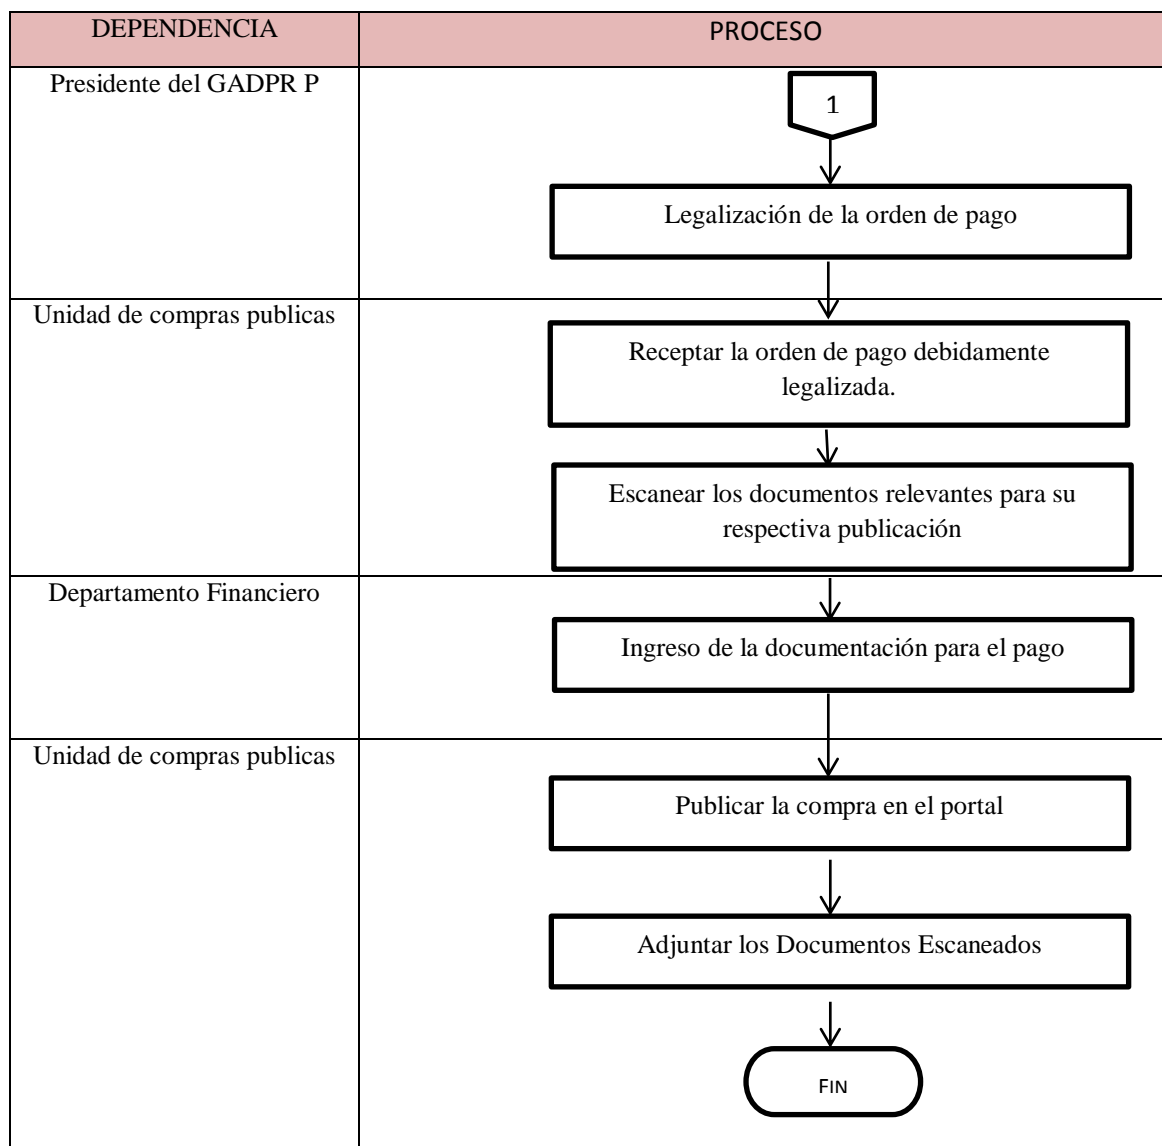 DEPENDENCIA
PROCESO
Presidente del GADPR P
1
Legalización de la orden de pago
Unidad de compras publicas
Receptar la orden de pago debidamente
legalizada.
Escanear los documentos relevantes para su
respectiva publicación
Departamento Financiero
Ingreso de la documentación para el pago
Unidad de compras publicas
Publicar la compra en el portal
Adjuntar los Documentos Escaneados
FIN